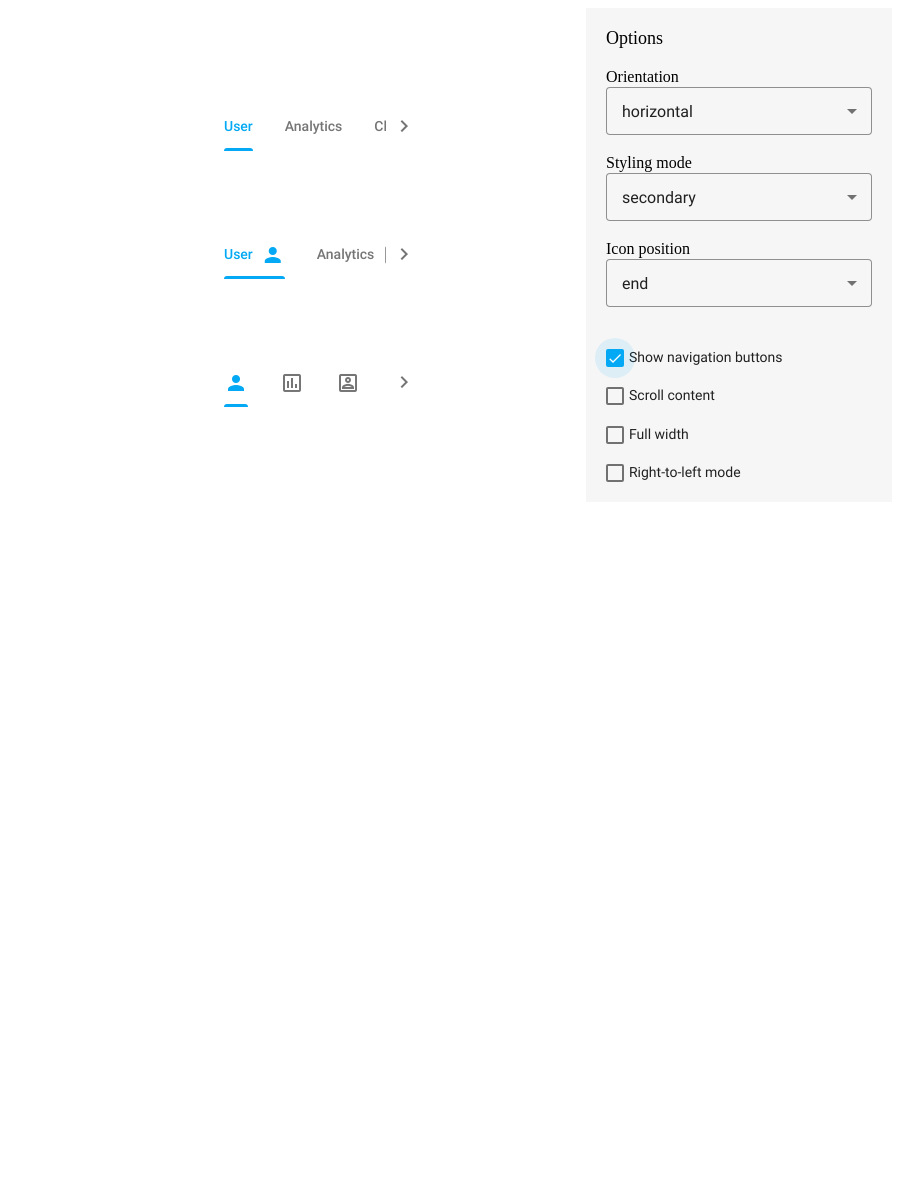 User Analytics Cl
User Analytics
Options
Orientation
horizontal
Styling mode
secondary
Icon position
end
Show navigation buttons
Scroll content
Full width
Right-to-left mode